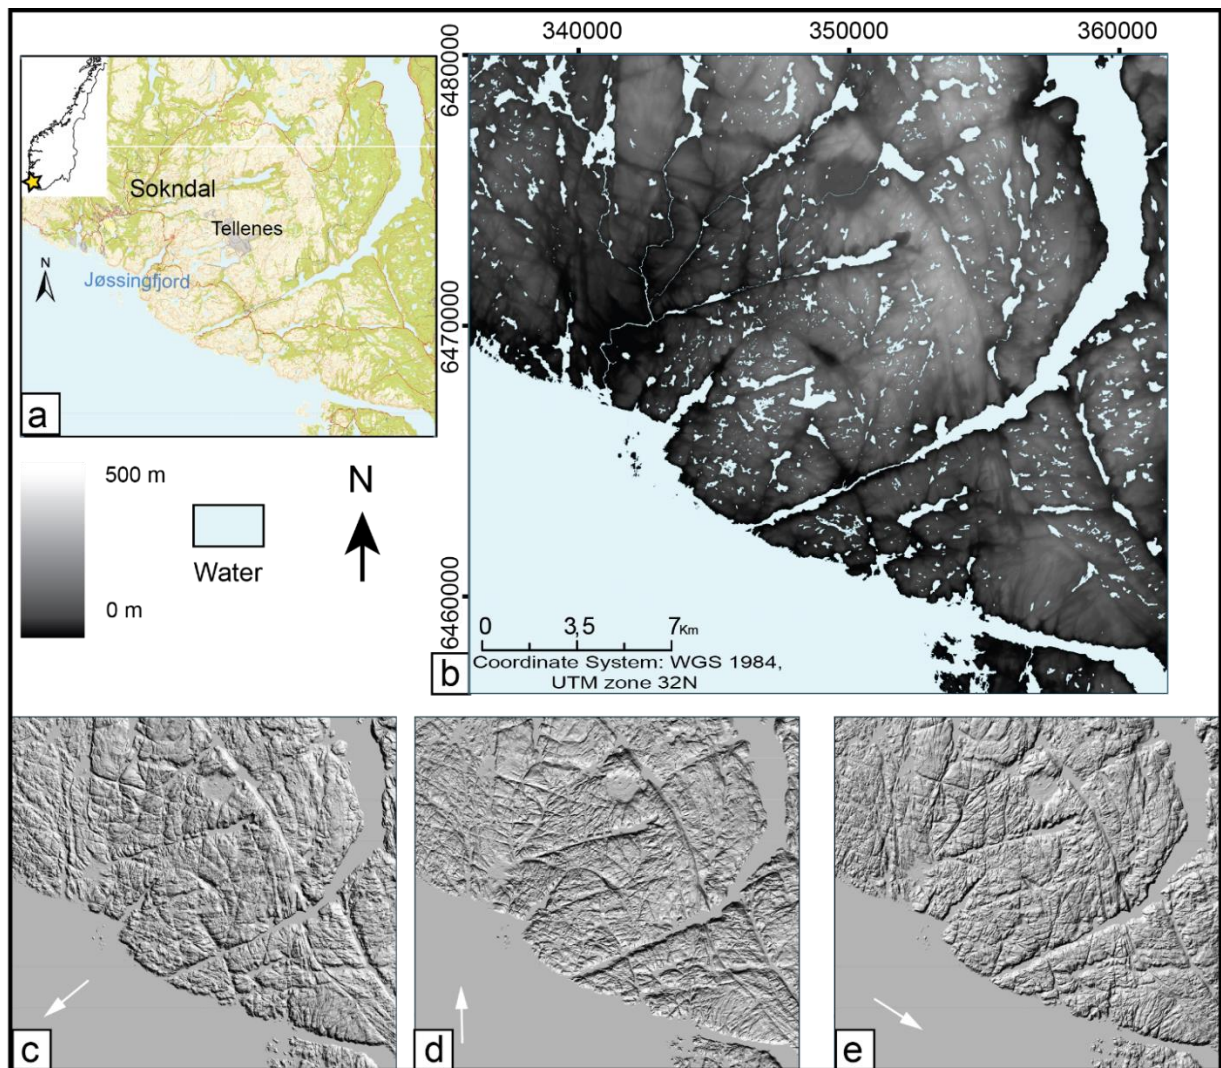 340000
350000
360000
6480000
6470000
6460000
N
Sokndal
Tellenes
Jøssingfjord
a
500 m
0 m
Water
N
0
3,5
7Km
Coordinate System: WGS 1984,
UTM zone 32N
b
c
d
e